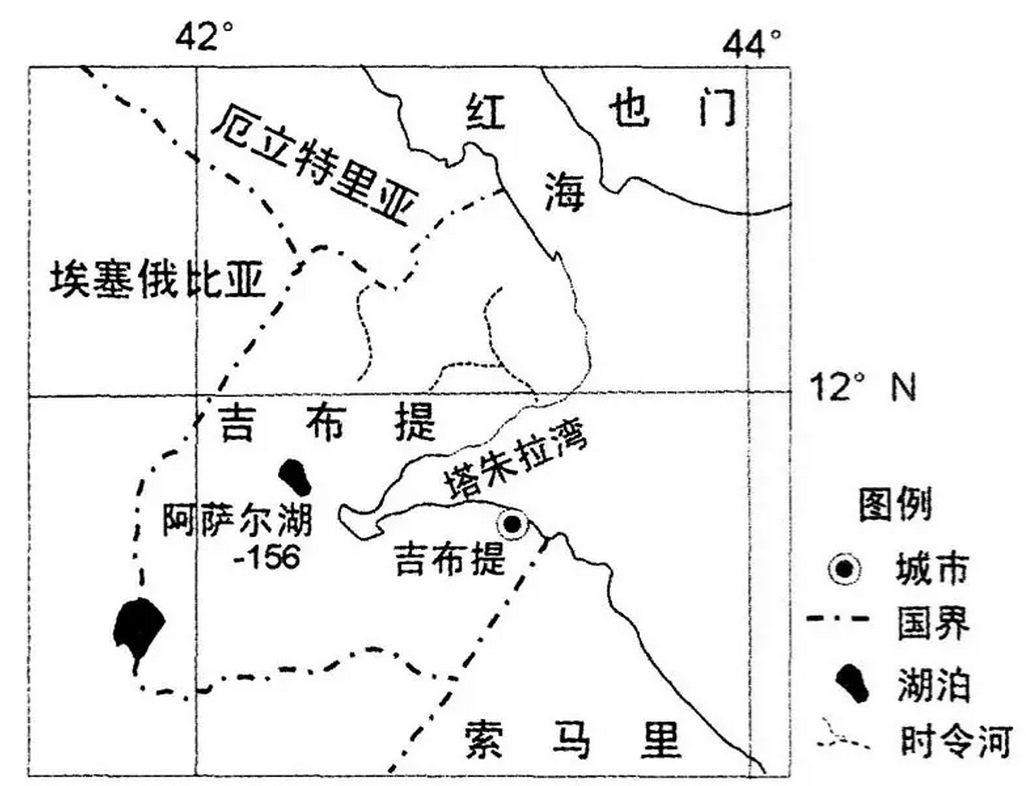 42°
44°
红
海
也门
厄立特里亚
埃塞俄比亚
12° N
吉布提
塔朱拉湾
阿萨尔湖
-156
吉布提
索马里
图例
城市
国界
湖泊
时令河